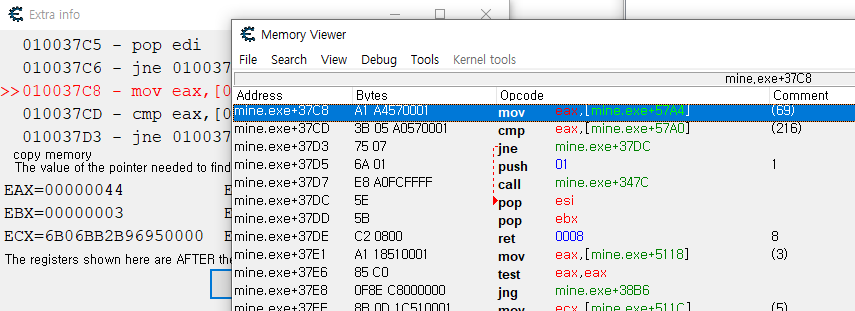 Extra info
010037C5 - pop edi
010037C6 - jne 010037
>>010037C8 - mov eax,[0
010037CD - cmp eax,[0
010037D3 - jne 010037
copy memory
The value of the pointer needed to find
EAX=00000044
EBX=00000003
ECX=6B06BB2B96950000 E
The registers shown here are AFTER the
Memory Viewer
File Search View Debug Tools Kernel tools
mine.exe+37C8
Address Bytes Opcode Comment
mine.exe+37C8 A1 A4570001 mov eax,[mine.exe+57A4] (69)
mine.exe+37CD 3B 05 A0570001 cmp eax,[mine.exe+57A0] (216)
mine.exe+37D3 75 07 jne mine.exe+37DC
mine.exe+37D5 6A 01 push 01 1
mine.exe+37D7 E8 A0FCFFFF call mine.exe+347C
mine.exe+37DC 5E pop esi
mine.exe+37DD 5B pop ebx
mine.exe+37DE C2 0800 ret 0008 8
mine.exe+37E1 A1 18510001 mov eax,[mine.exe+5118] (3)
mine.exe+37E6 85 C0 test eax,eax
mine.exe+37E8 0F8E C8000000 jng mine.exe+38B6
mine.exe+37EE 8B 0D 1C510001 mov ecx,[mine.exe+511C] (5)